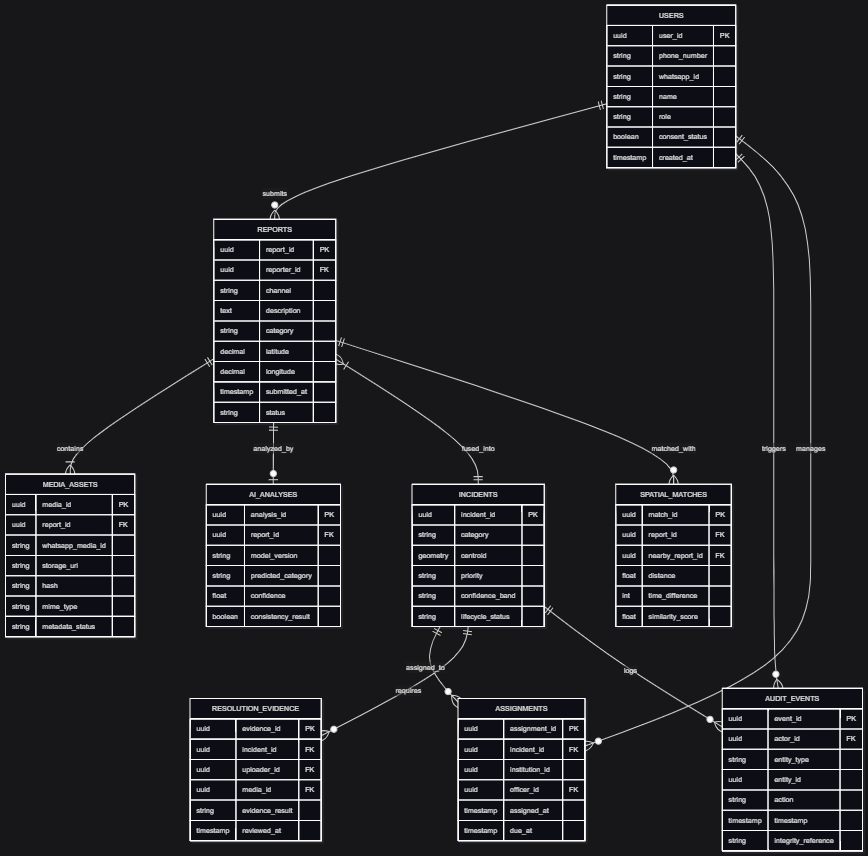 USERS
uuid user_id PK
string phone_number
string whatsapp_id
string name
string role
boolean consent_status
timestamp created_at
submits
REPORTS
uuid report_id PK
uuid reporter_id FK
string channel
text description
string category
decimal latitude
decimal longitude
timestamp submitted_at
string status
contains
analyzed_by
fused_into
matched_with
triggers
manages
MEDIA_ASSETS
uuid media_id PK
uuid report_id FK
string whatsapp_media_id
string storage_url
string hash
string mime_type
string metadata_status
AI_ANALYSES
uuid analysis_id PK
uuid report_id FK
string model_version
string predicted_category
float confidence
boolean consistency_result
INCIDENTS
uuid incident_id PK
string category
geometry centroid
string priority
string confidence_band
string lifecycle_status
SPATIAL_MATCHES
uuid match_id PK
uuid report_id FK
uuid nearby_report_id FK
float distance
int time_difference
float similarity_score
assigned_to
logs
requires
RESOLUTION_EVIDENCE
uuid evidence_id PK
uuid incident_id FK
uuid uploader_id FK
uuid media_id FK
string evidence_result
timestamp reviewed_at
ASSIGNMENTS
uuid assignment_id PK
uuid incident_id FK
uuid institution_id
uuid officer_id FK
timestamp assigned_at
timestamp due_at
AUDIT_EVENTS
uuid event_id PK
uuid actor_id FK
string entity_type
uuid entity_id
string action
timestamp timestamp
string integrity_reference